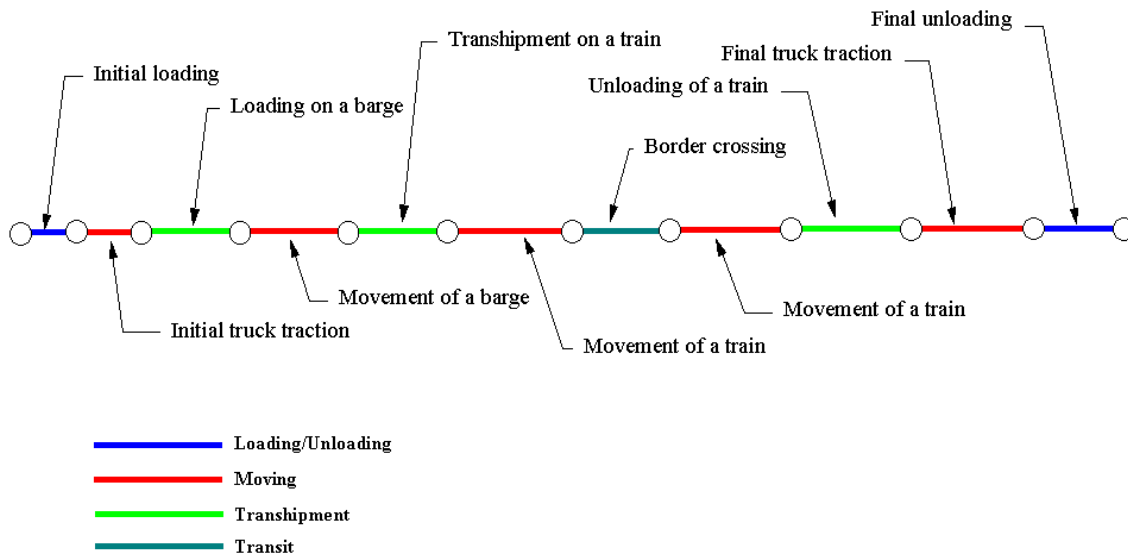 Final unloading
Transhipment on a train
Final truck traction
Initial loading
Unloading of a train
Loading on a barge
Border crossing
Movement of a barge
Movement of a train
Initial truck traction
Movement of a train
Loading/Unloading
Moving
Transhipment
Transit